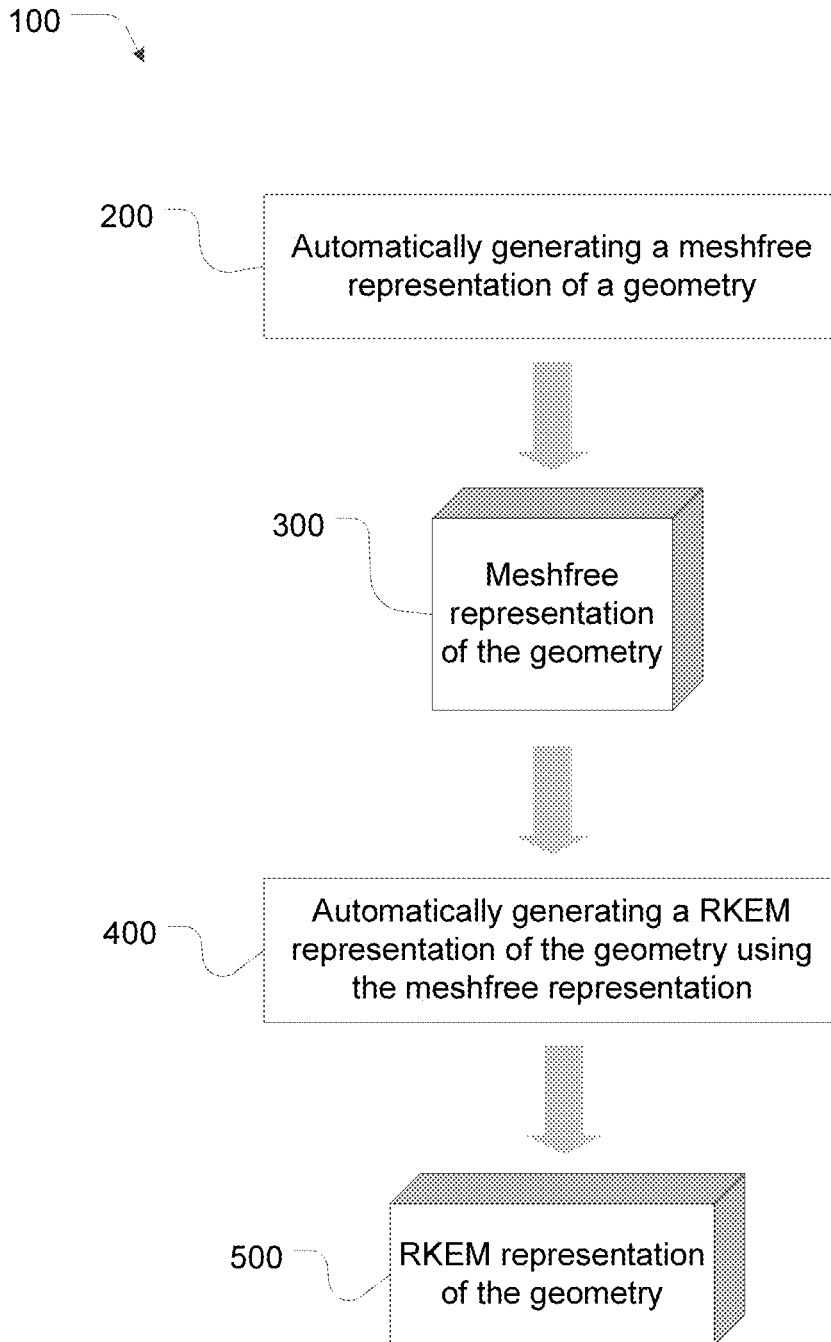 100
200
Automatically generating a meshfree
representation of a geometry
300
Meshfree
representation
of the geometry
400
Automatically generating a RKEM
representation of the geometry using
the meshfree representation
500
RKEM representation
of the geometry